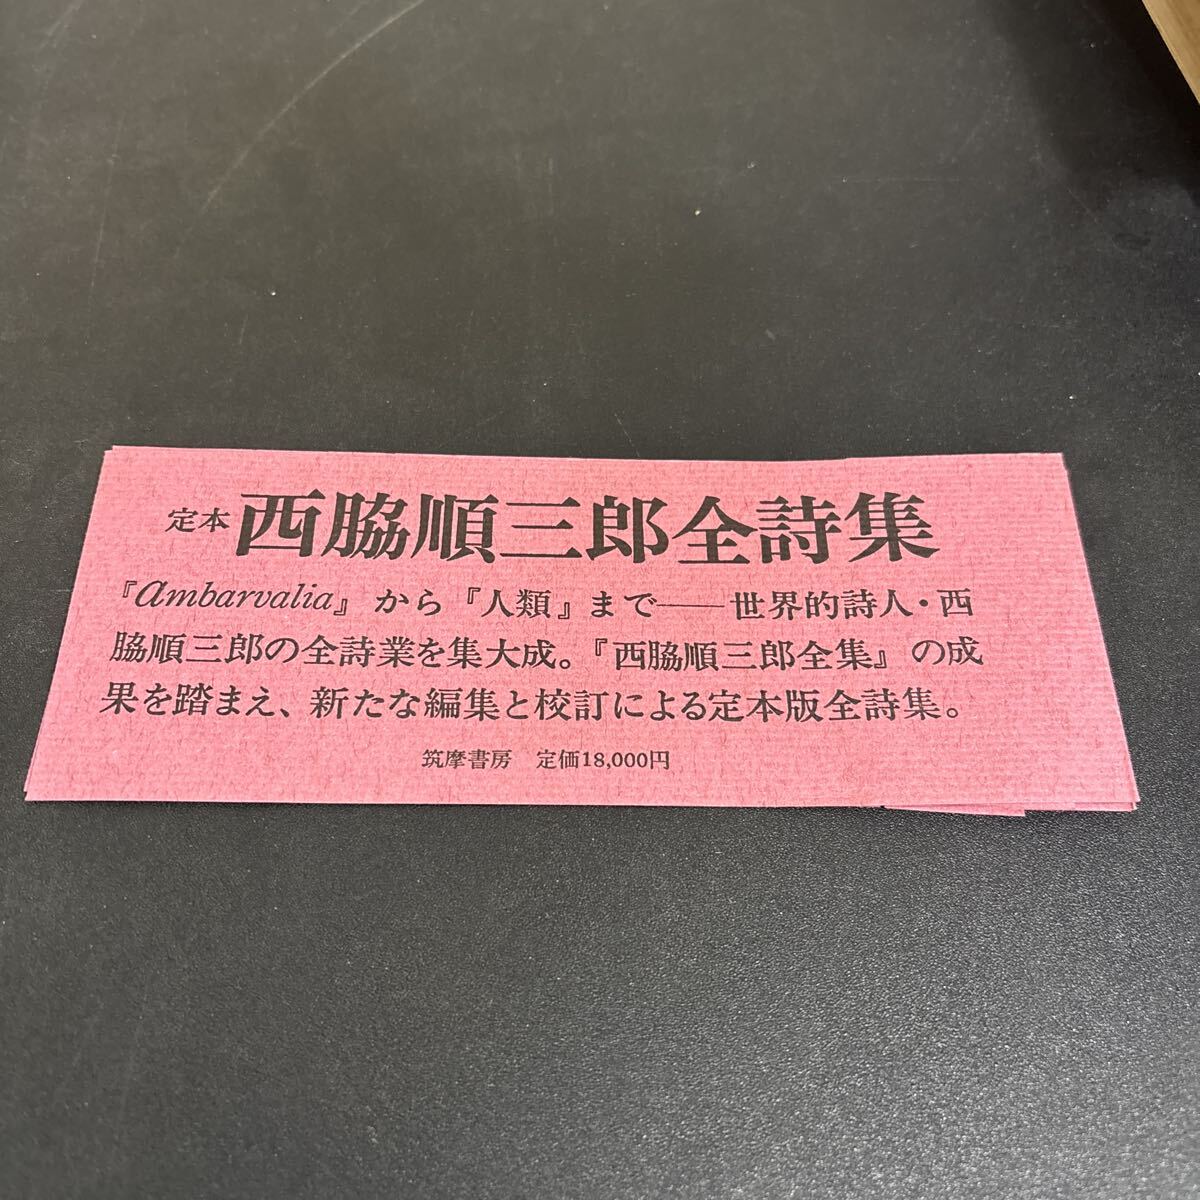 定本 西脇順三郎全詩集
『ambarvalia』から『人類』まで――世界的詩人・西
脇順三郎の全詩業を集大成。『西脇順三郎全集』の成
果を踏まえ、新たな編集と校訂による定本版全詩集。
筑摩書房 定価18,000円